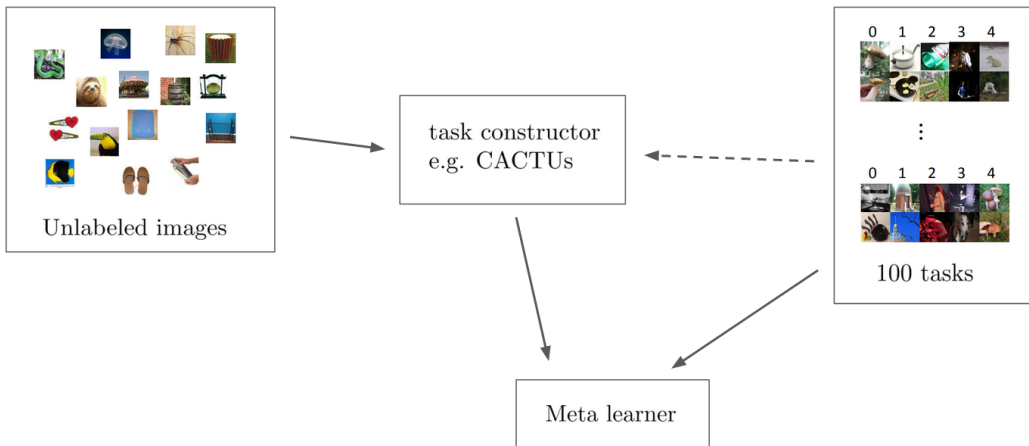 Unlabeled images
task constructor
e.g. CACTUs
0 1 2 3 4
⋮
0 1 2 3 4
100 tasks
Meta learner